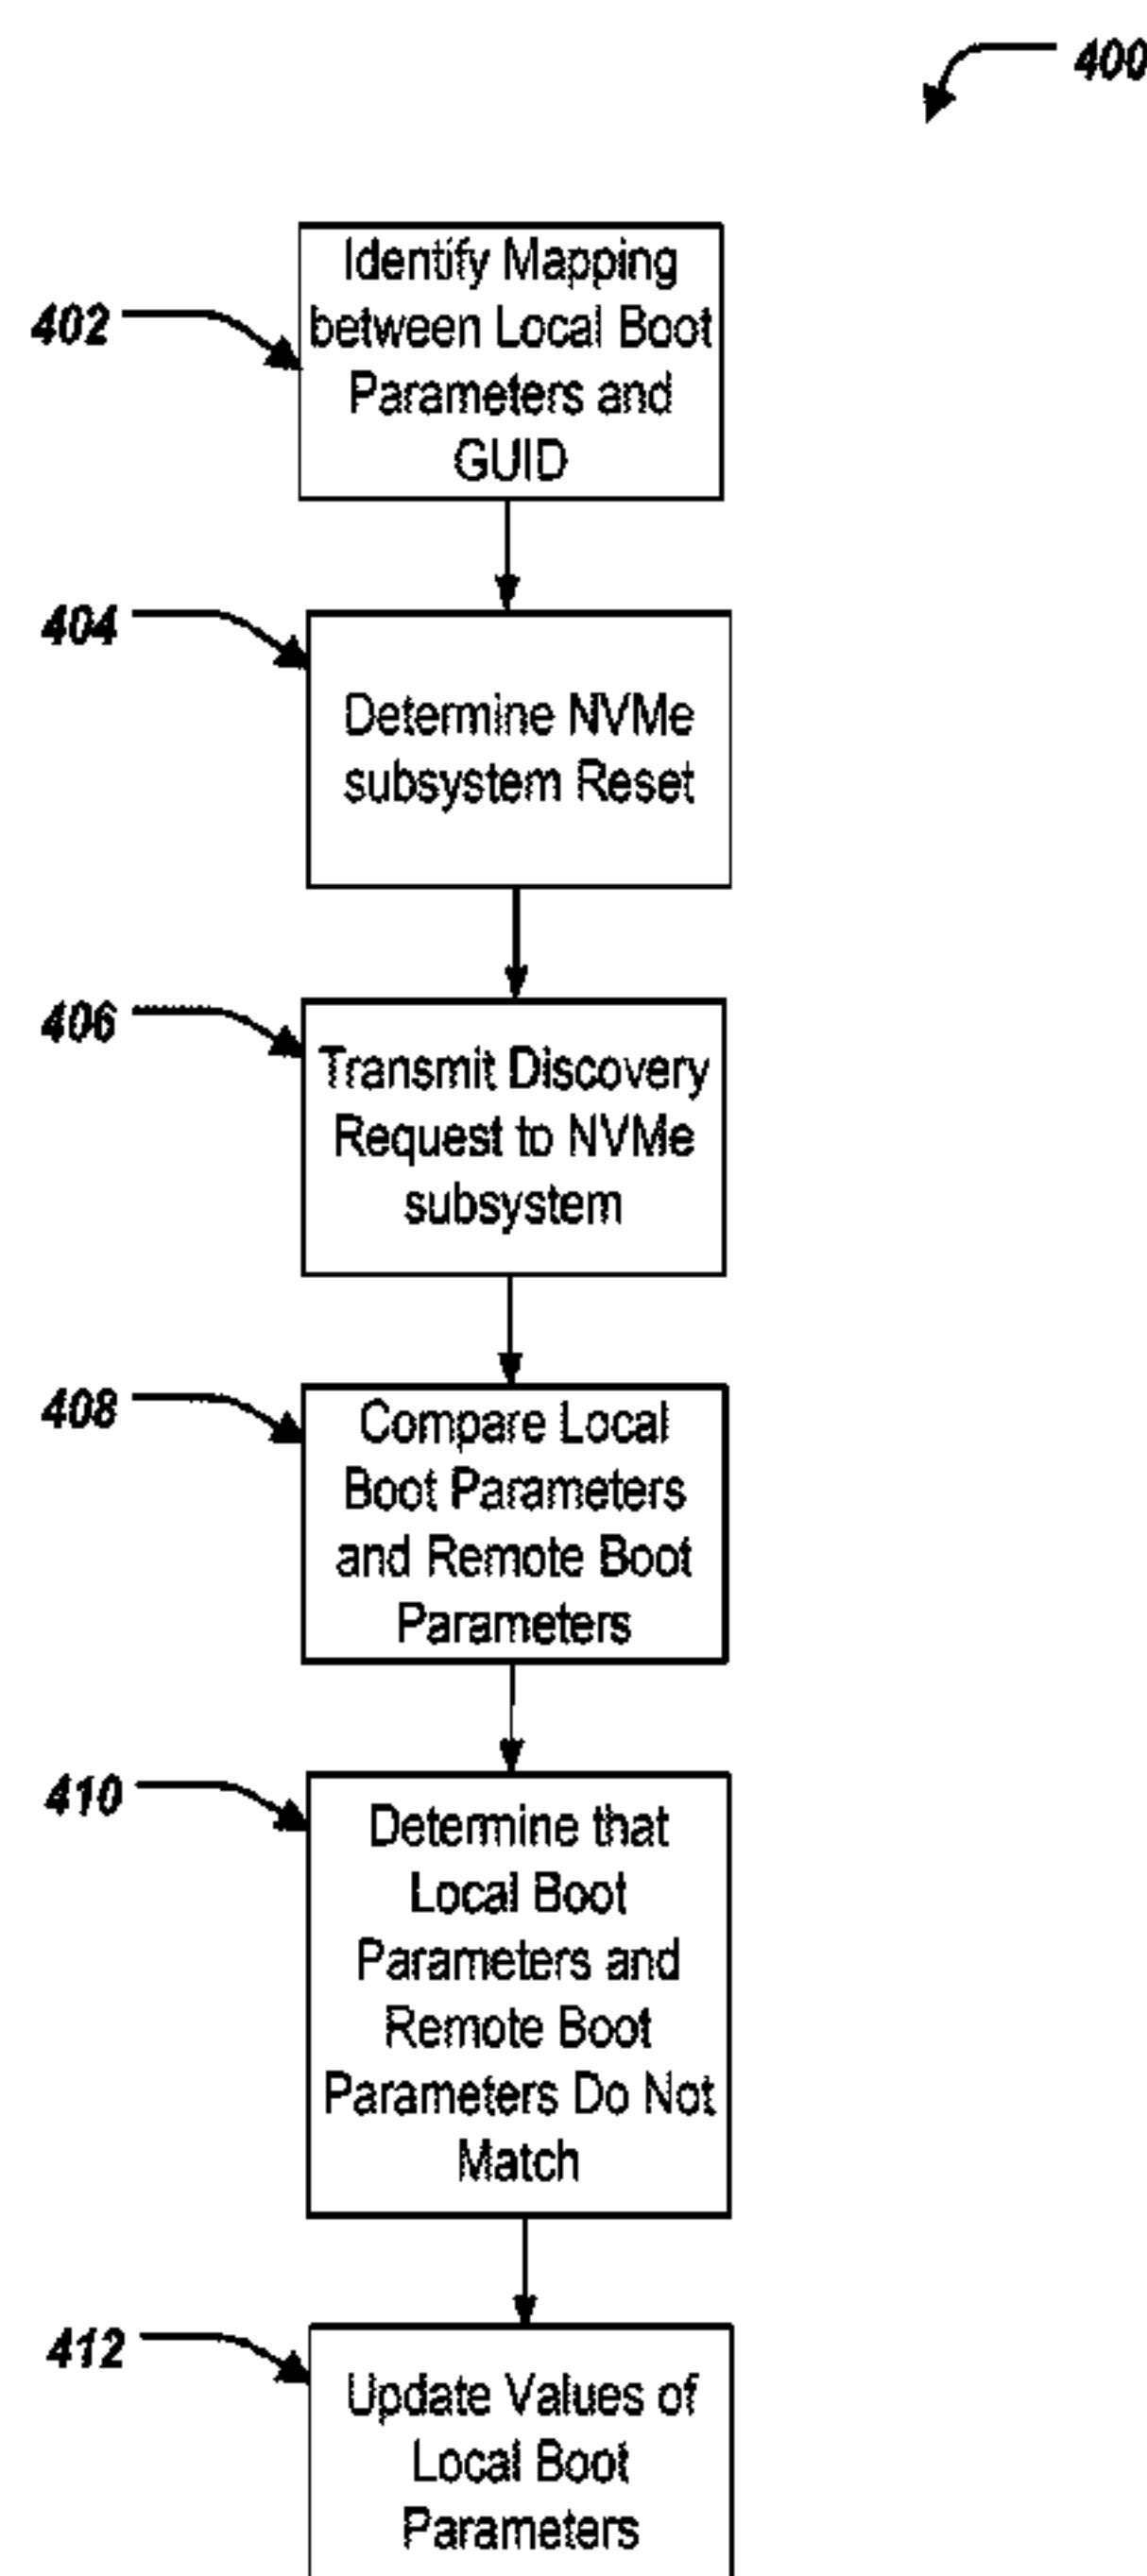 400
402
Identify Mapping
between Local Boot
Parameters and
GUID
404
Determine NVMe
subsystem Reset
406
Transmit Discovery
Request to NVMe
subsystem
408
Compare Local
Boot Parameters
and Remote Boot
Parameters
410
Determine that
Local Boot
Parameters and
Remote Boot
Parameters Do Not
Match
412
Update Values of
Local Boot
Parameters